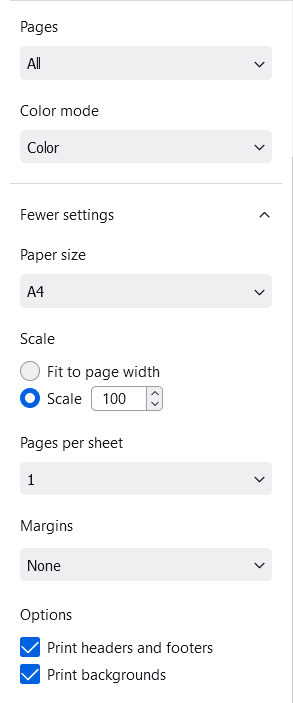 Pages
All
Color mode
Color
Fewer settings
Paper size
A4
Scale
Fit to page width
Scale 100
Pages per sheet
1
Margins
None
Options
Print headers and footers
Print backgrounds